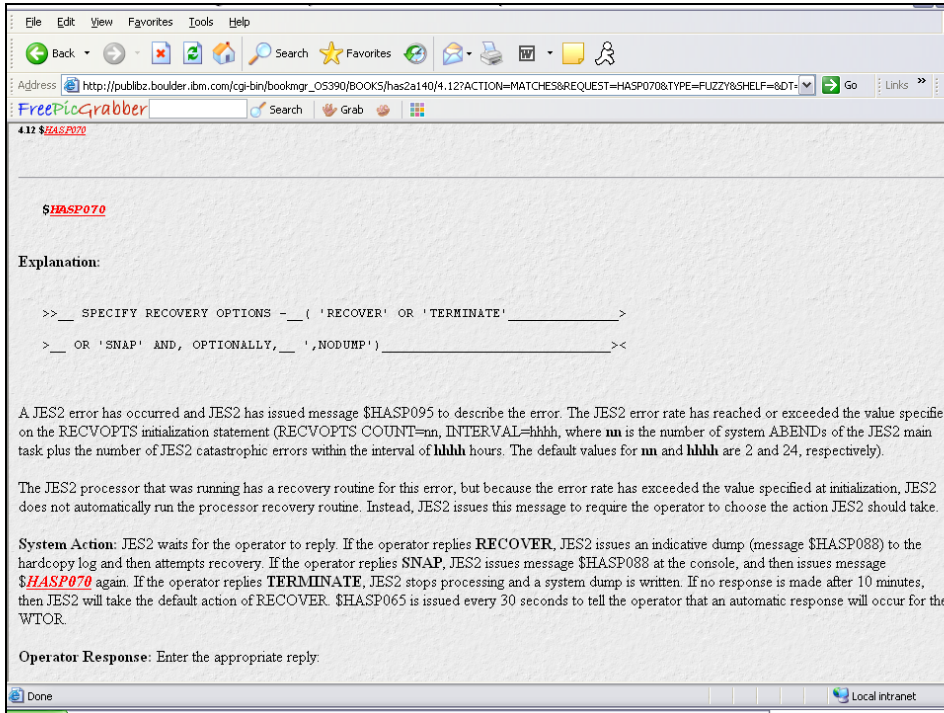 File Edit View Favorites Tools Help
Back Search Favorites
Address http://publibz.boulder.ibm.com/cgi-bin/bookmgr_OS390/BOOKS/has2a140/4.12?ACTION=MATCHES&REQUEST=HASP070&TYPE=FUZZY&SHELF=&DT= Go Links »
FreePicGrabber Search Grab
4.12 $HASP070
$HASP070
Explanation:
>>__ SPECIFY RECOVERY OPTIONS -__( 'RECOVER' OR 'TERMINATE'________________>
>__ OR 'SNAP' AND, OPTIONALLY,__ ',NODUMP')_________________________________><
A JES2 error has occurred and JES2 has issued message $HASP095 to describe the error. The JES2 error rate has reached or exceeded the value specifie
on the RECVOPTS initialization statement (RECVOPTS COUNT=nn, INTERVAL=hhhh, where nn is the number of system ABENDs of the JES2 main
task plus the number of JES2 catastrophic errors within the interval of hhhh hours. The default values for nn and hhhh are 2 and 24, respectively).
The JES2 processor that was running has a recovery routine for this error, but because the error rate has exceeded the value specified at initialization, JES2
does not automatically run the processor recovery routine. Instead, JES2 issues this message to require the operator to choose the action JES2 should take.
System Action: JES2 waits for the operator to reply. If the operator replies RECOVER, JES2 issues an indicative dump (message $HASP088) to the
hardcopy log and then attempts recovery. If the operator replies SNAP, JES2 issues message $HASP088 at the console, and then issues message
$HASP070 again. If the operator replies TERMINATE, JES2 stops processing and a system dump is written. If no response is made after 10 minutes,
then JES2 will take the default action of RECOVER. $HASP065 is issued every 30 seconds to tell the operator that an automatic response will occur for the
WTOR.
Operator Response: Enter the appropriate reply:
Done Local intranet